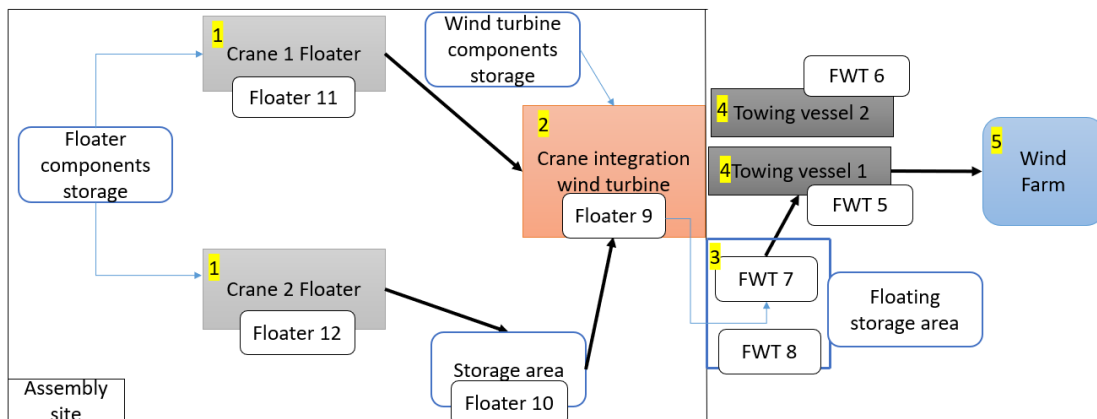 1
Crane 1 Floater
Floater 11
Wind turbine
components
storage
FWT 6
4
Towing vessel 2
Floater
components
storage
2
Crane integration
wind turbine
Floater 9
4
Towing vessel 1
FWT 5
5
Wind
Farm
1
Crane 2 Floater
Floater 12
3
FWT 7
FWT 8
Floating
storage area
Storage area
Floater 10
Assembly
site